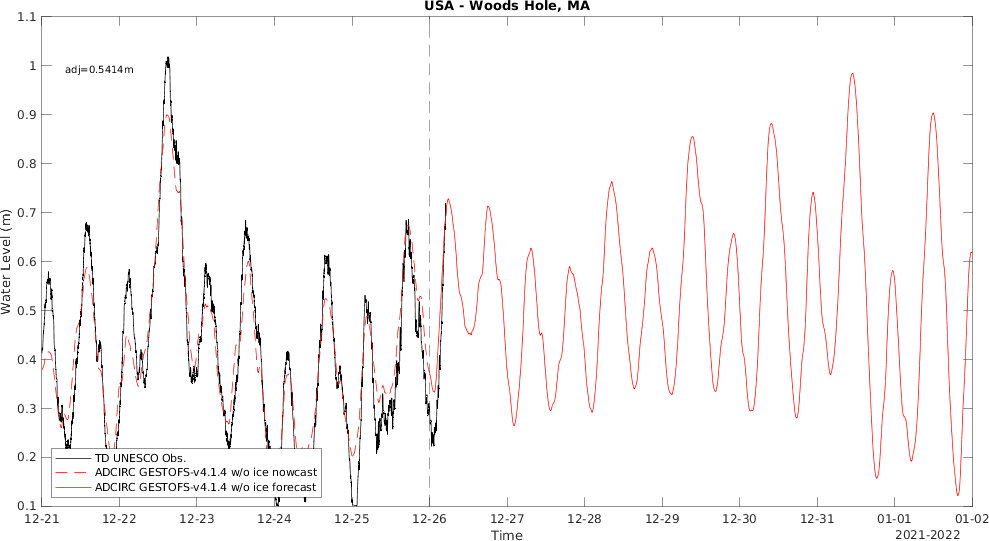 USA - Woods Hole, MA
1.1
1
0.9
0.8
0.7
0.6
0.5
0.4
0.3
0.2
0.1
Water Level (m)
adj=0.5414m
TD UNESCO Obs.
ADCIRC GESTOFS-v4.1.4 w/o ice nowcast
ADCIRC GESTOFS-v4.1.4 w/o ice forecast
12-21 12-22 12-23 12-24 12-25 12-26 12-27 12-28 12-29 12-30 12-31 01-01 01-02
Time
2021-2022